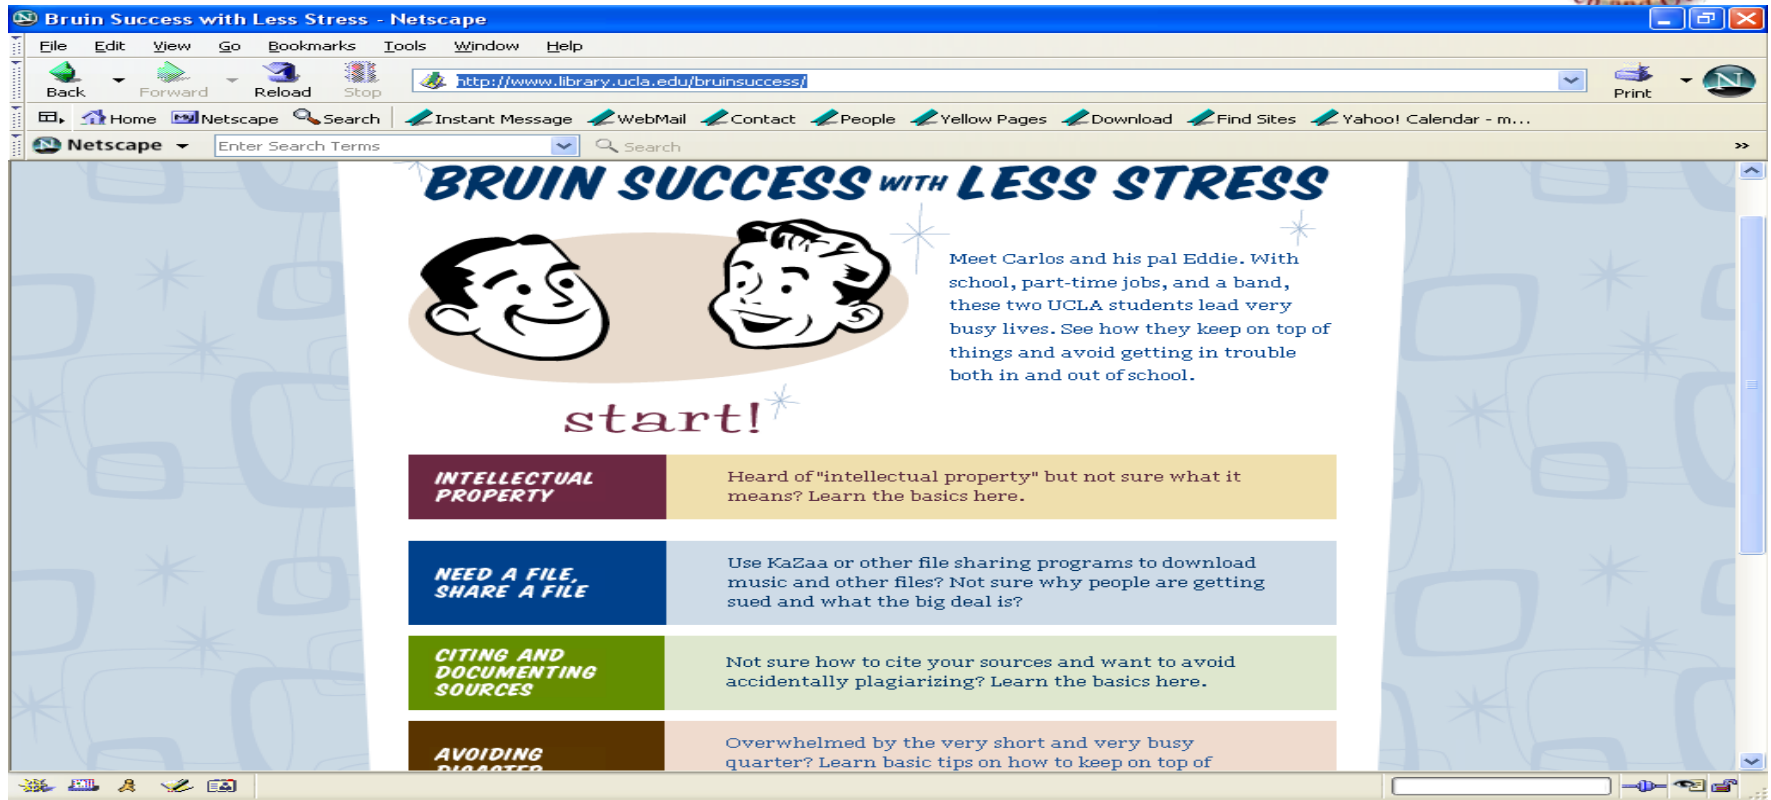 Bruin Success with Less Stress - Netscape
File Edit View Go Bookmarks Tools Window Help
Back Forward Reload Stop http://www.library.ucla.edu/bruinsuccess/ Print N
Home Netscape Search Instant Message WebMail Contact People Yellow Pages Download Find Sites Yahoo! Calendar - m...
Netscape Enter Search Terms Search
BRUIN SUCCESS WITH LESS STRESS
Meet Carlos and his pal Eddie. With
school, part-time jobs, and a band,
these two UCLA students lead very
busy lives. See how they keep on top of
things and avoid getting in trouble
both in and out of school.
start!
INTELLECTUAL
PROPERTY
Heard of "intellectual property" but not sure what it
means? Learn the basics here.
NEED A FILE,
SHARE A FILE
Use KaZaa or other file sharing programs to download
music and other files? Not sure why people are getting
sued and what the big deal is?
CITING AND
DOCUMENTING
SOURCES
Not sure how to cite your sources and want to avoid
accidentally plagiarizing? Learn the basics here.
AVOIDING
DISASTER
Overwhelmed by the very short and very busy
quarter? Learn basic tips on how to keep on top of